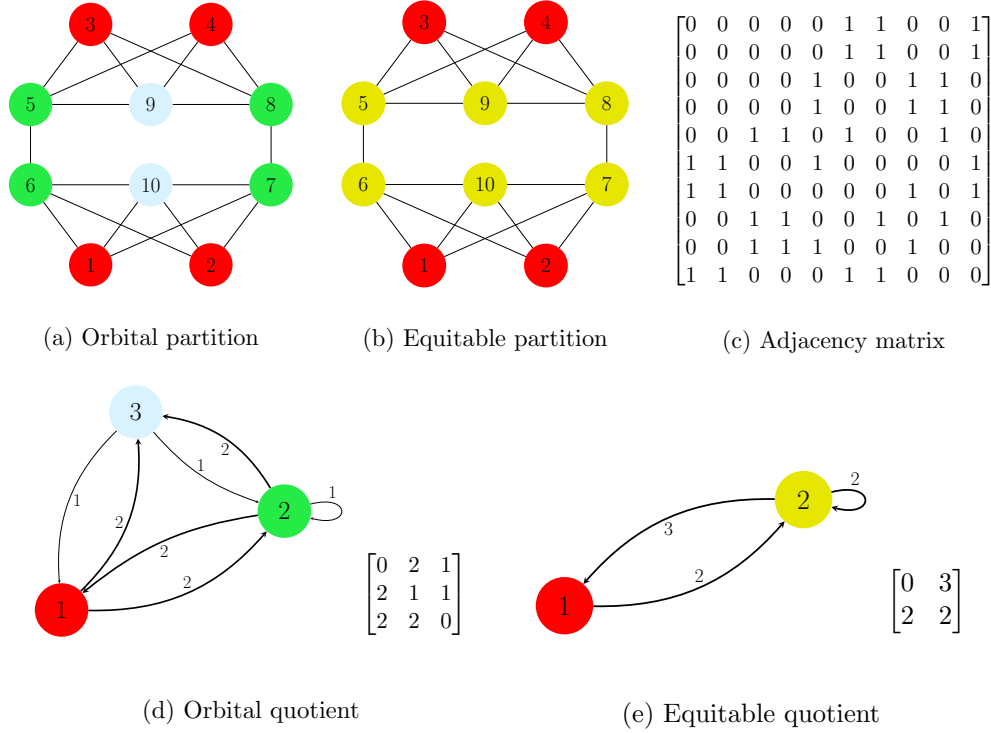 3 4 3 4
5 9 8 5 9 8
6 10 7 6 10 7
1 2 1 2
0 0 0 0 0 1 1 0 0 1
0 0 0 0 0 1 1 0 0 1
0 0 0 0 1 0 0 1 1 0
0 0 0 0 1 0 0 1 1 0
0 0 1 1 0 1 0 0 1 0
1 1 0 0 1 0 0 0 0 1
1 1 0 0 0 0 0 1 0 1
0 0 1 1 0 0 1 0 1 0
0 0 1 1 1 0 0 1 0 0
1 1 0 0 0 1 1 0 0 0
(a) Orbital partition
(b) Equitable partition
(c) Adjacency matrix
3
2
1
1
1
2
2
2
2
2
1
0 2 1
2 1 1
2 2 0
2
2
3
2
1
0 3
2 2
(d) Orbital quotient
(e) Equitable quotient